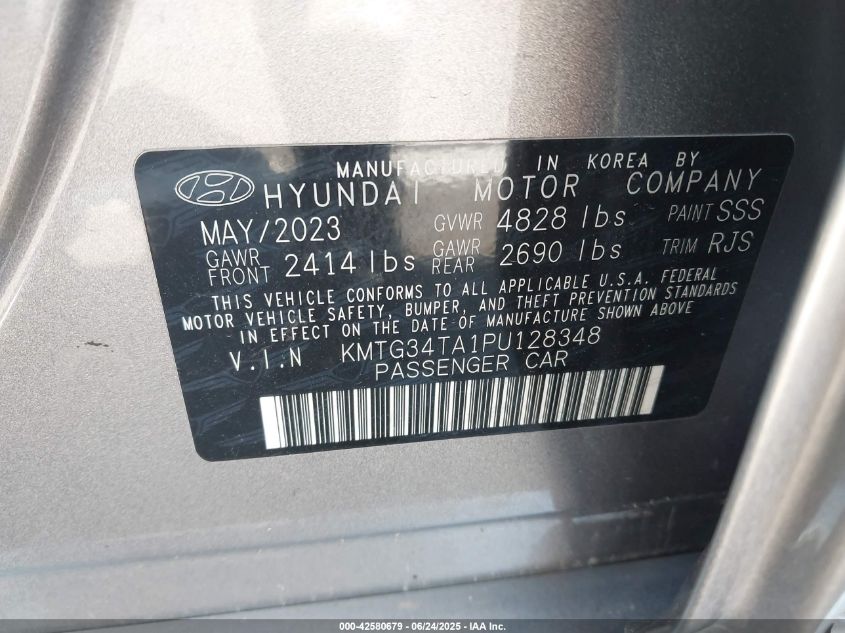 MANUFACTURED IN KOREA BY
HYUNDAI MOTOR COMPANY
MAY/2023 GVWR 4828 lbs PAINT SSS
GAWR FRONT 2414 lbs GAWR REAR 2690 lbs TRIM RJS
THIS VEHICLE CONFORMS TO ALL APPLICABLE U.S.A. FEDERAL
MOTOR VEHICLE SAFETY, BUMPER, AND THEFT PREVENTION STANDARDS
IN EFFECT ON THE DATE OF MANUFACTURE SHOWN ABOVE
V.I.N KMTG34TA1PU128348
PASSENGER CAR
000-42580679 - 06/24/2025 - IAA Inc.